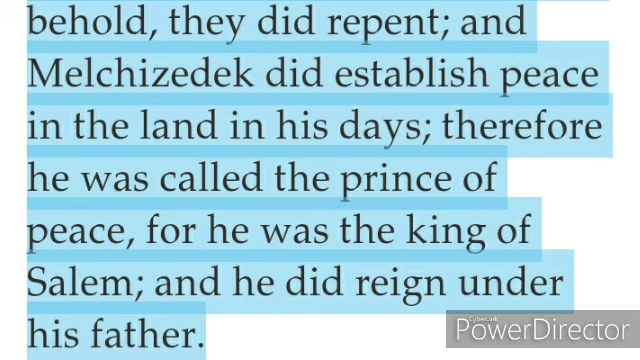 behold, they did repent; and
Melchizedek did establish peace
in the land in his days; therefore
he was called the prince of
peace, for he was the king of
Salem; and he did reign under
his father.
CyberLink
PowerDirector